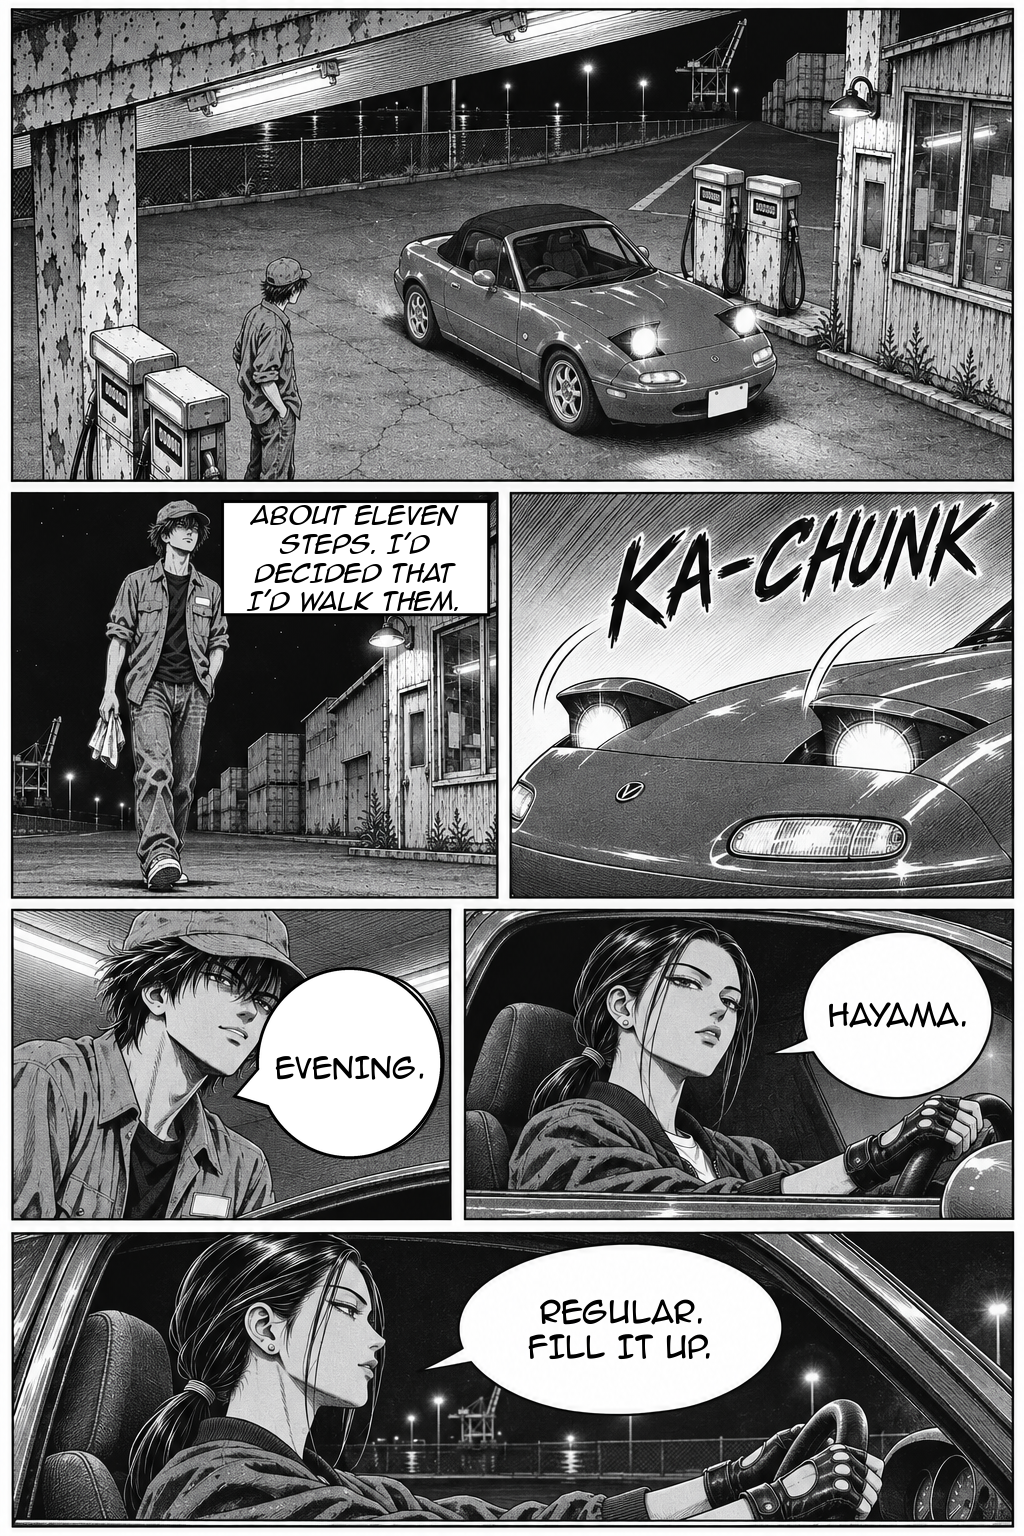 ABOUT ELEVEN
STEPS. I'D
DECIDED THAT
I'D WALK THEM.
KA-CHUNK
EVENING.
HAYAMA.
REGULAR.
FILL IT UP.